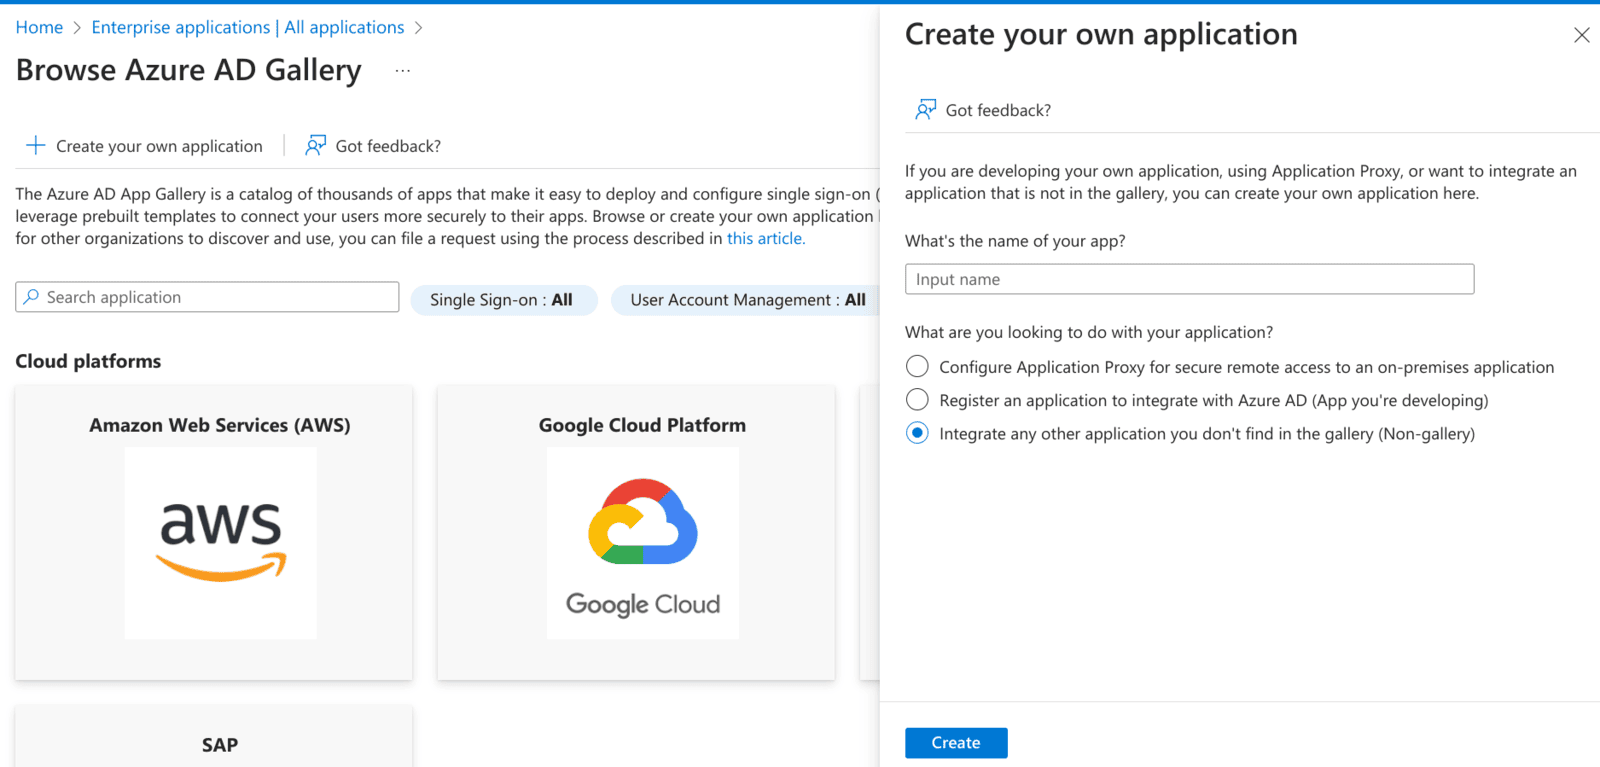 Home > Enterprise applications | All applications >
Browse Azure AD Gallery ...
Create your own application
Got feedback?
The Azure AD App Gallery is a catalog of thousands of apps that make it easy to deploy and configure single sign-on (
leverage prebuilt templates to connect your users more securely to their apps. Browse or create your own application
for other organizations to discover and use, you can file a request using the process described in this article.
Search application
Single Sign-on : All
User Account Management : All
Cloud platforms
Amazon Web Services (AWS)
aws
Google Cloud Platform
Google Cloud
SAP
Create your own application
Got feedback?
If you are developing your own application, using Application Proxy, or want to integrate an
application that is not in the gallery, you can create your own application here.
What's the name of your app?
Input name
What are you looking to do with your application?
Configure Application Proxy for secure remote access to an on-premises application
Register an application to integrate with Azure AD (App you're developing)
Integrate any other application you don't find in the gallery (Non-gallery)
Create